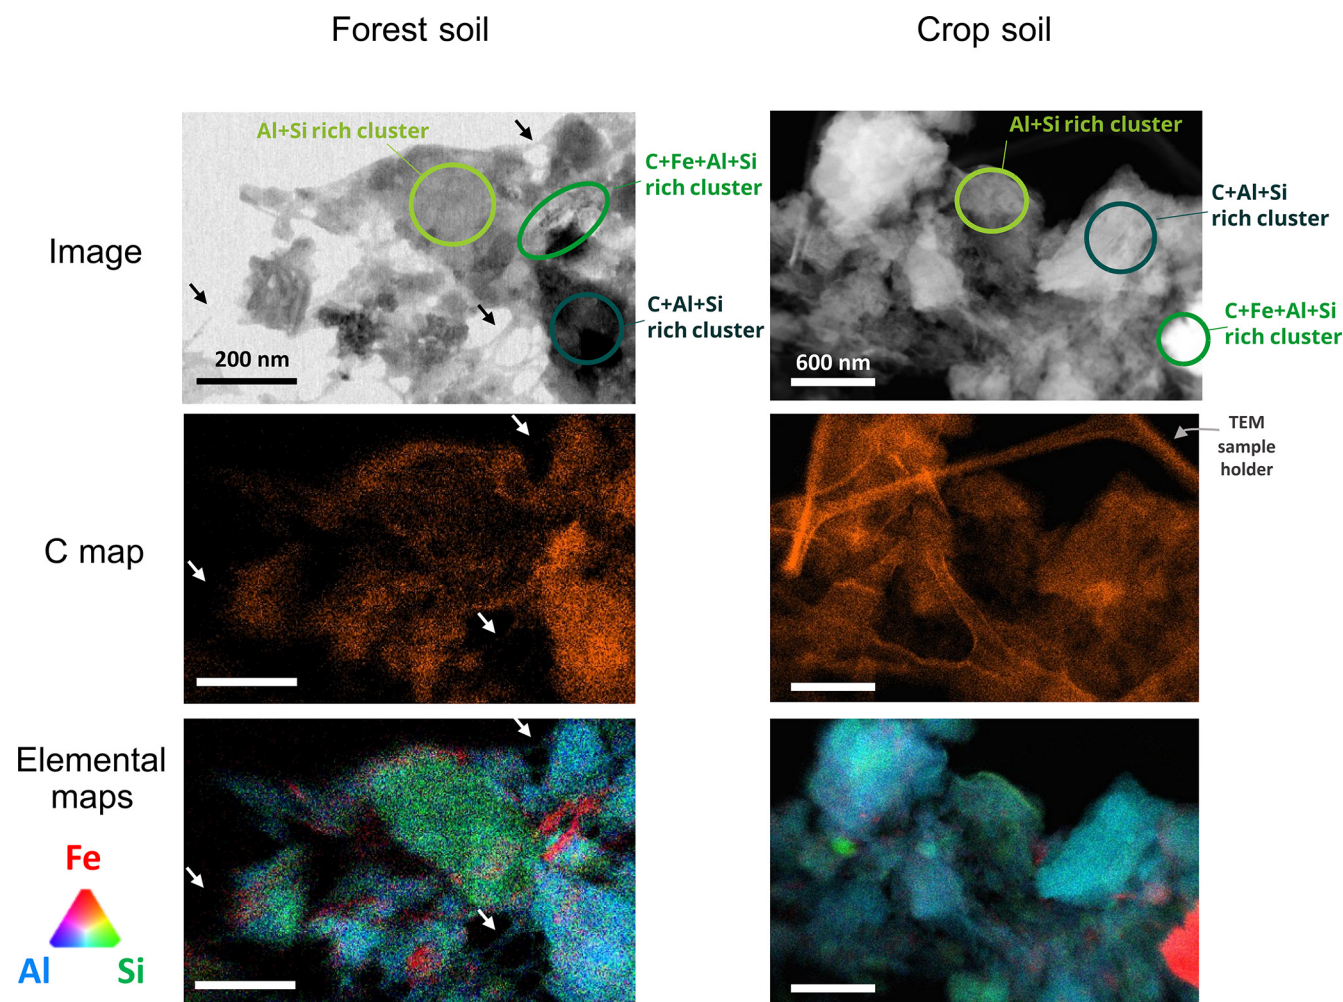 Forest soil
Crop soil
Image
Al+Si rich cluster
C+Fe+Al+Si
rich cluster
C+Al+Si
rich cluster
200 nm
Al+Si rich cluster
C+Al+Si
rich cluster
C+Fe+Al+Si
rich cluster
600 nm
C map
TEM
sample
holder
Elemental
maps
Fe
Al
Si